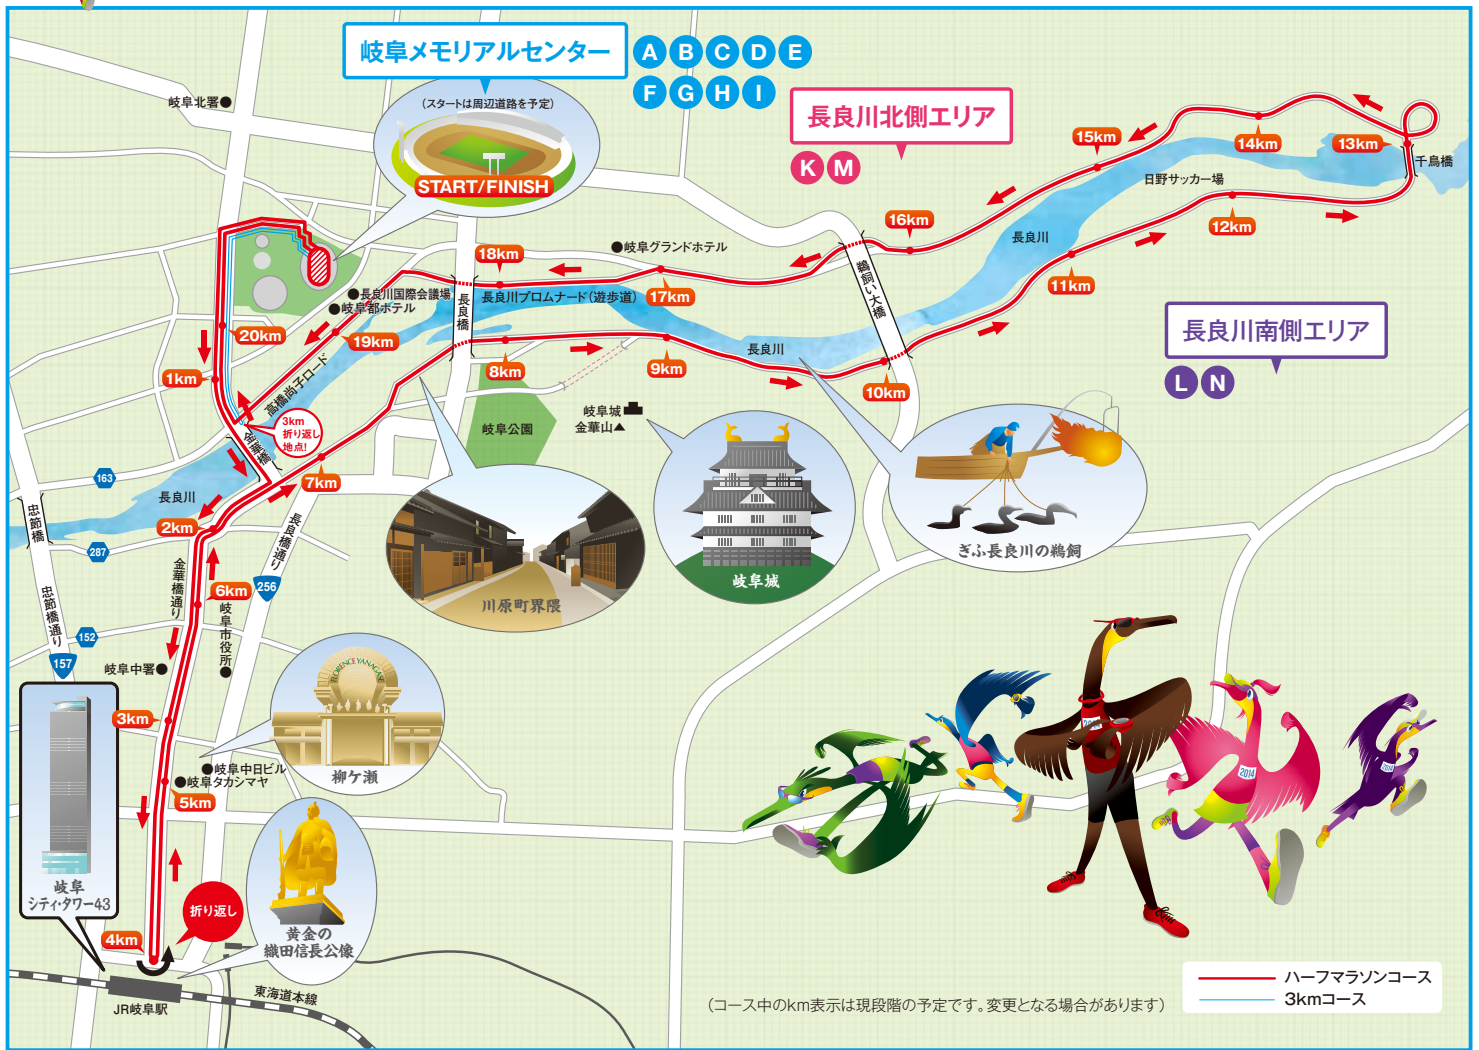 岐阜メモリアルセンター
A B C D E
F G H I
(スタートは周辺道路を予定)
START/FINISH
岐阜北署
長良川北側エリア
K M
15km
14km
13km
千鳥橋
日野サッカー場
12km
16km
長良川
11km
岐阜グランドホテル
18km
17km
長良川プロムナード(遊歩道)
長良橋
鵜飼い大橋
長良川国際会議場
岐阜都ホテル
20km
19km
1km
高橋尚子ロード
8km
9km
長良川
10km
長良川南側エリア
L N
3km
折り返し
地点!
金華橋
岐阜公園
岐阜城
金華山
163
長良川
7km
2km
忠節橋
287
長良橋通り
金華橋通り
6km
256
岐阜市役所
忠節橋通り
152
157
岐阜中署
川原町界隈
岐阜城
ぎふ長良川の鵜飼
FLORENCE YANAGASE
柳ケ瀬
3km
岐阜中日ビル
岐阜タカシマヤ
5km
岐阜
シティ・タワー43
折り返し
4km
黄金の
織田信長公像
JR岐阜駅
東海道本線
2014
2014
(コース中のkm表示は現段階の予定です。変更となる場合があります)
ハーフマラソンコース
3kmコース